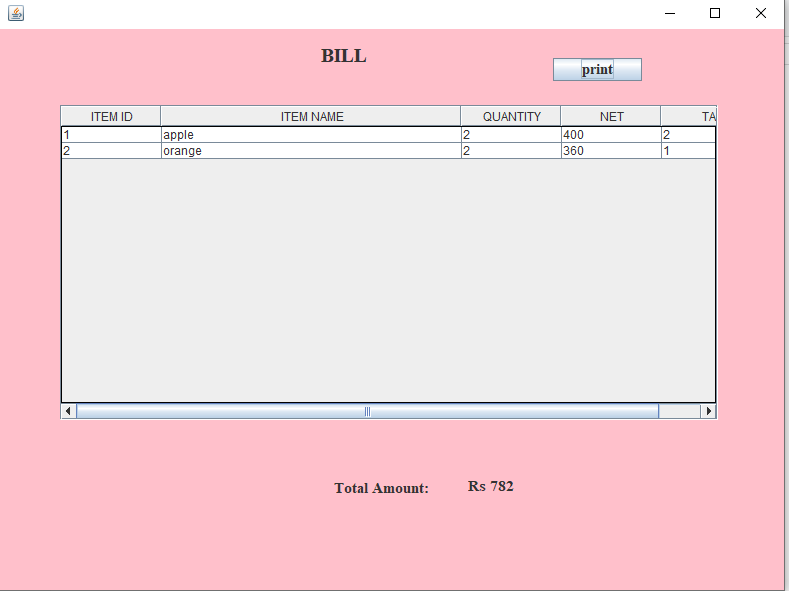 BILL
print
ITEM ID ITEM NAME QUANTITY NET TA
1 apple 2 400 2
2 orange 2 360 1
Total Amount: Rs 782